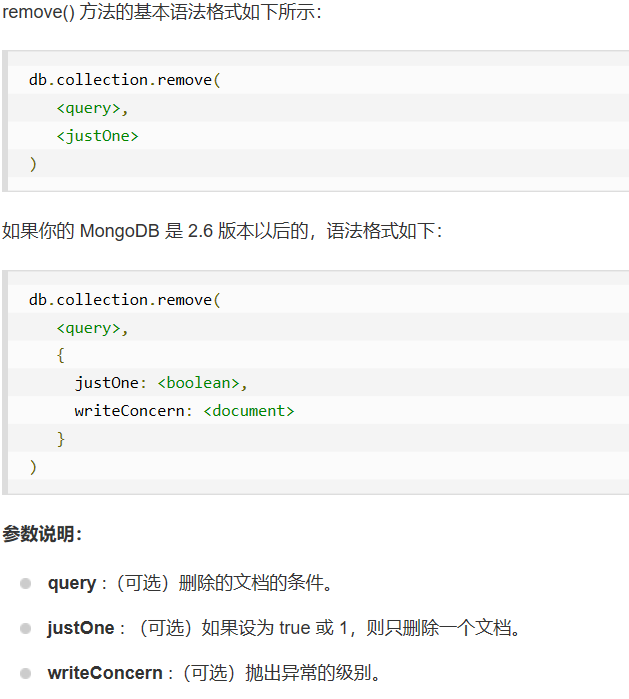 remove() 方法的基本语法格式如下所示：
db.collection.remove(
<query>,
<justOne>
)
如果你的 MongoDB 是 2.6 版本以后的，语法格式如下：
db.collection.remove(
<query>,
{
justOne: <boolean>,
writeConcern: <document>
}
)
参数说明：
query :（可选）删除的文档的条件。
justOne : （可选）如果设为 true 或 1，则只删除一个文档。
writeConcern :（可选）抛出异常的级别。